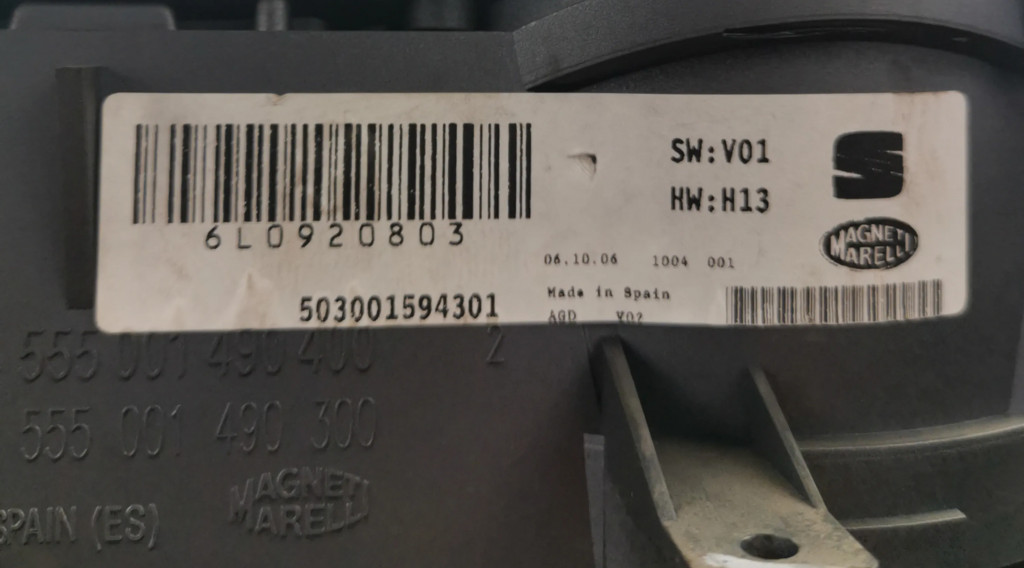 6L0920803
503001594301
SW:V01
HW:H13
MAGNETI
MARELLI
06.10.06 1004 001
Made in Spain
AGD V02
555 001 490 400 2
555 001 490 300
MAGNETI
MARELLI
SPAIN (ES)